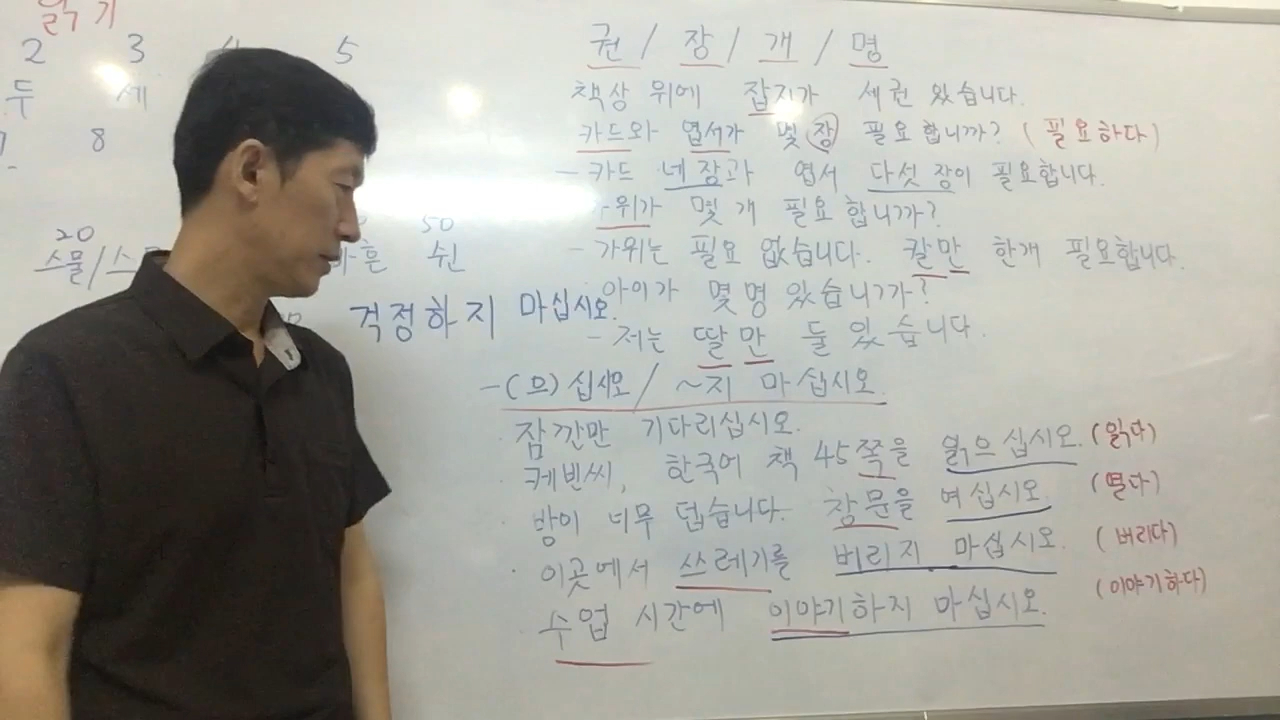 읽기
2 3 4 5
두 세
8
20 50
스물/스 마흔 쉰
걱정하지 마십시오.
권 / 장 / 개 / 명
책상 위에 잡지가 세권 있습니다.
카드와 엽서가 몇 장 필요합니까? (필요하다)
- 카드 네 장과 엽서 다섯 장이 필요합니다.
위가 몇 개 필요합니까?
- 가위는 필요 없습니다. 칼만 한개 필요합니다.
아이가 몇명 있습니까?
- 저는 딸만 둘 있습니다.
-(으)십시오/ ~지 마십시오.
· 잠깐만 기다리십시오.
· 케빈씨, 한국어 책 45쪽을 읽으십시오. (읽다)
· 방이 너무 덥습니다. 창문을 여십시오. (열다)
· 이곳에서 쓰레기를 버리지 마십시오. (버리다)
· 수업 시간에 이야기하지 마십시오. (이야기하다)